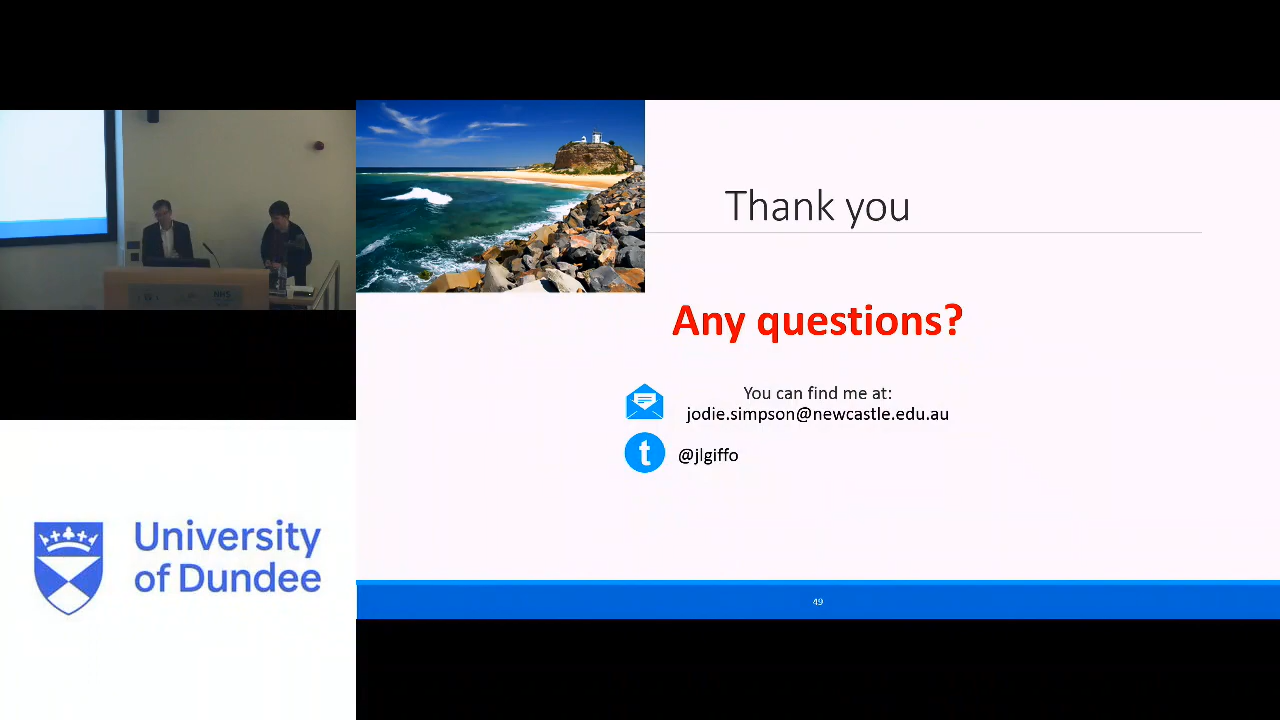 NHS
University
of Dundee
Thank you
Any questions?
You can find me at:
jodie.simpson@newcastle.edu.au
t
@jlgiffo
49